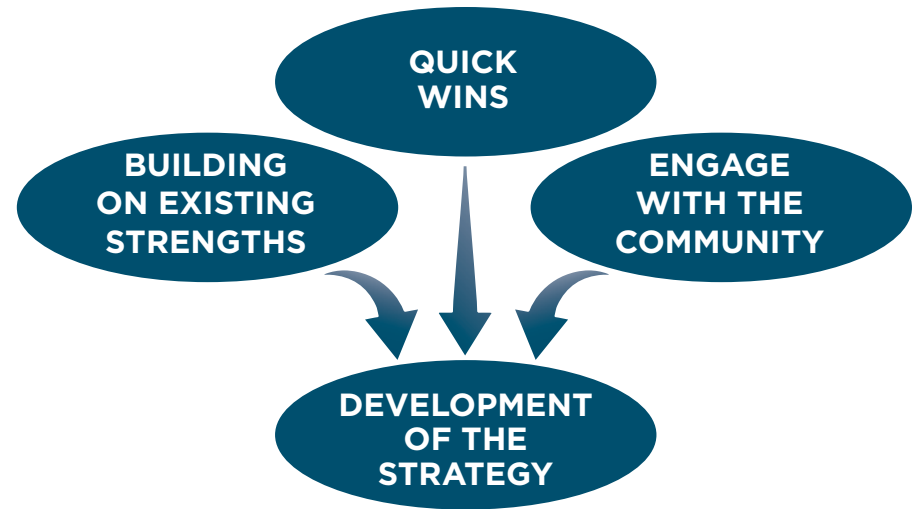 QUICK
WINS
BUILDING
ON EXISTING
STRENGTHS
ENGAGE
WITH THE
COMMUNITY
DEVELOPMENT
OF THE
STRATEGY